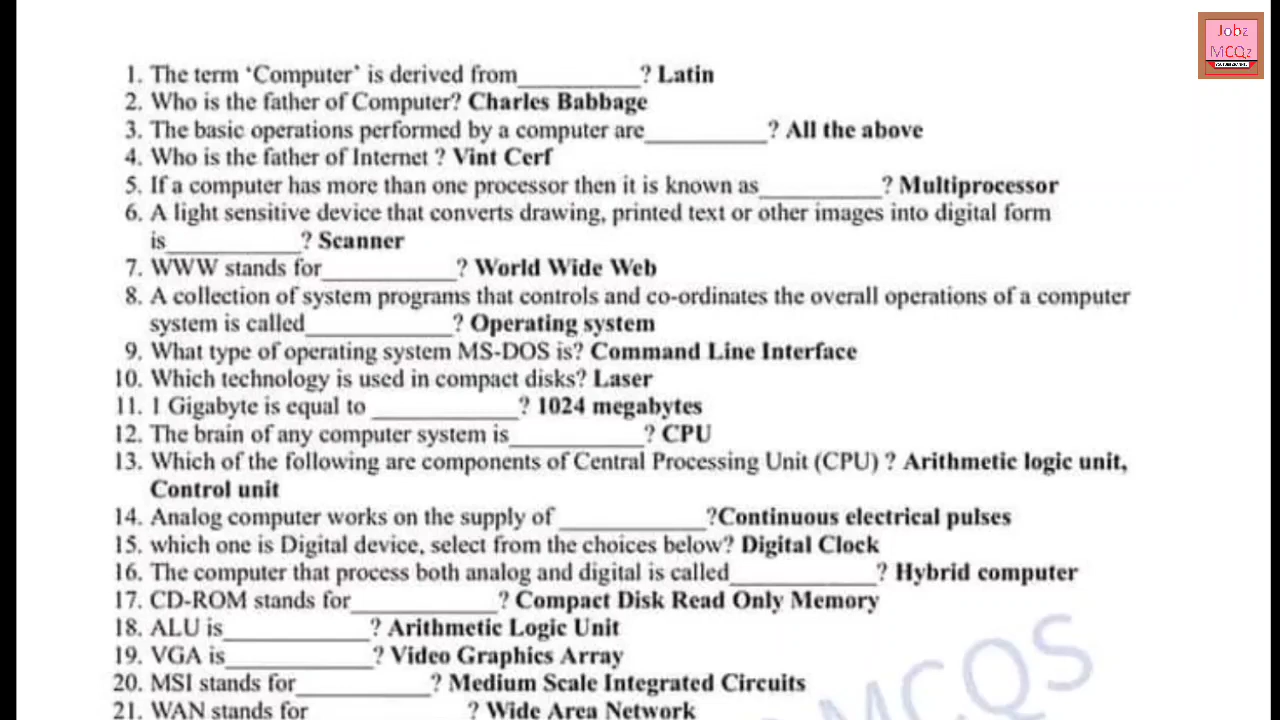 Jobz
MCQz
1. The term ‘Computer’ is derived from__________? Latin
2. Who is the father of Computer? Charles Babbage
3. The basic operations performed by a computer are__________? All the above
4. Who is the father of Internet ? Vint Cerf
5. If a computer has more than one processor then it is known as__________? Multiprocessor
6. A light sensitive device that converts drawing, printed text or other images into digital form
is___________? Scanner
7. WWW stands for___________? World Wide Web
8. A collection of system programs that controls and co-ordinates the overall operations of a computer
system is called____________? Operating system
9. What type of operating system MS-DOS is? Command Line Interface
10. Which technology is used in compact disks? Laser
11. 1 Gigabyte is equal to ____________? 1024 megabytes
12. The brain of any computer system is___________? CPU
13. Which of the following are components of Central Processing Unit (CPU) ? Arithmetic logic unit,
Control unit
14. Analog computer works on the supply of ____________?Continuous electrical pulses
15. which one is Digital device, select from the choices below? Digital Clock
16. The computer that process both analog and digital is called____________? Hybrid computer
17. CD-ROM stands for____________? Compact Disk Read Only Memory
18. ALU is____________? Arithmetic Logic Unit
19. VGA is____________? Video Graphics Array
20. MSI stands for___________? Medium Scale Integrated Circuits
21. WAN stands for_____________? Wide Area Network
MCQS